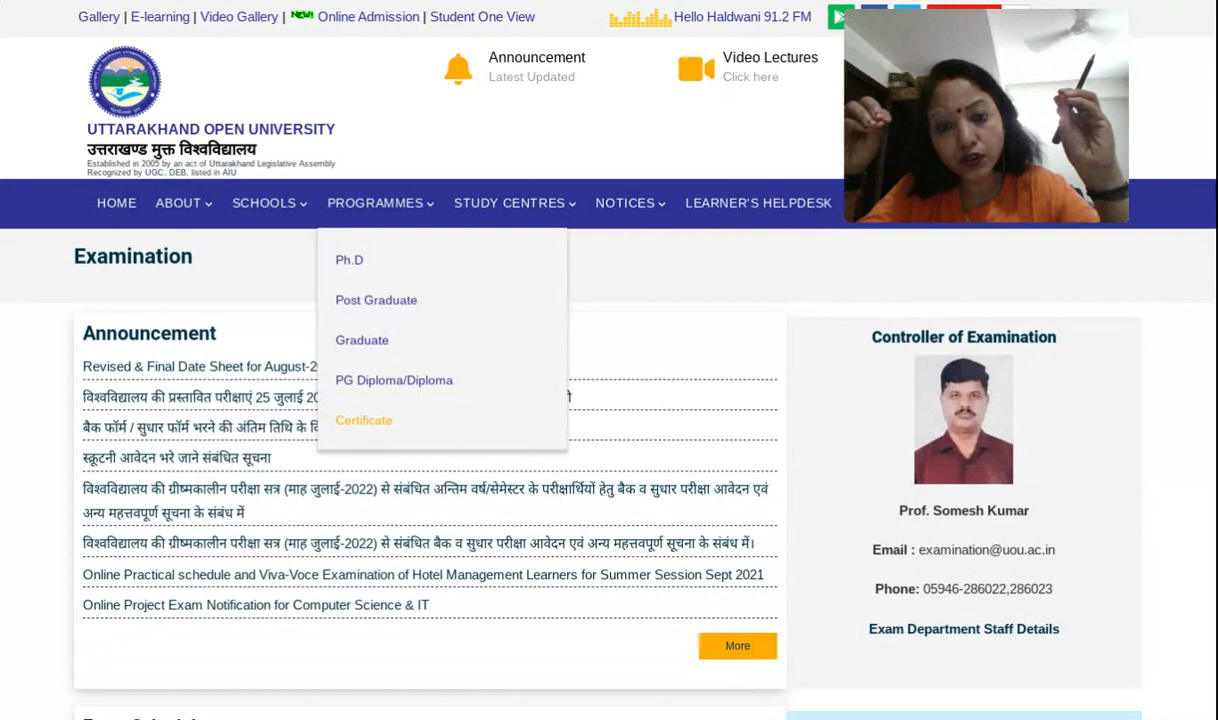 Gallery | E-learning | Video Gallery | NEW! Online Admission | Student One View
Hello Haldwani 91.2 FM
Announcement
Latest Updated
Video Lectures
Click here
UTTARAKHAND OPEN UNIVERSITY
उत्तराखण्ड मुक्त विश्वविद्यालय
Established in 2005 by an act of Uttarakhand Legislative Assembly
Recognized by UGC, DEB, listed in AIU
HOME ABOUT SCHOOLS PROGRAMMES STUDY CENTRES NOTICES LEARNER'S HELPDESK
Examination
Ph.D
Post Graduate
Graduate
PG Diploma/Diploma
Certificate
Announcement
Revised & Final Date Sheet for August-2
विश्वविद्यालय की प्रस्तावित परीक्षाएं 25 जुलाई
बैक फॉर्म / सुधार फॉर्म भरने की अंतिम तिथि के
स्क्रूटनी आवेदन भरे जाने संबंधित सूचना
विश्वविद्यालय की ग्रीष्मकालीन परीक्षा सत्र (माह जुलाई-2022) से संबंधित अन्तिम वर्ष/सेमेस्टर के परीक्षार्थियों हेतु बैक व सुधार परीक्षा आवेदन एवं
अन्य महत्तवपूर्ण सूचना के संबंध में
विश्वविद्यालय की ग्रीष्मकालीन परीक्षा सत्र (माह जुलाई-2022) से संबंधित बैक व सुधार परीक्षा आवेदन एवं अन्य महत्तवपूर्ण सूचना के संबंध में।
Online Practical schedule and Viva-Voce Examination of Hotel Management Learners for Summer Session Sept 2021
Online Project Exam Notification for Computer Science & IT
More
Controller of Examination
Prof. Somesh Kumar
Email : examination@uou.ac.in
Phone: 05946-286022,286023
Exam Department Staff Details